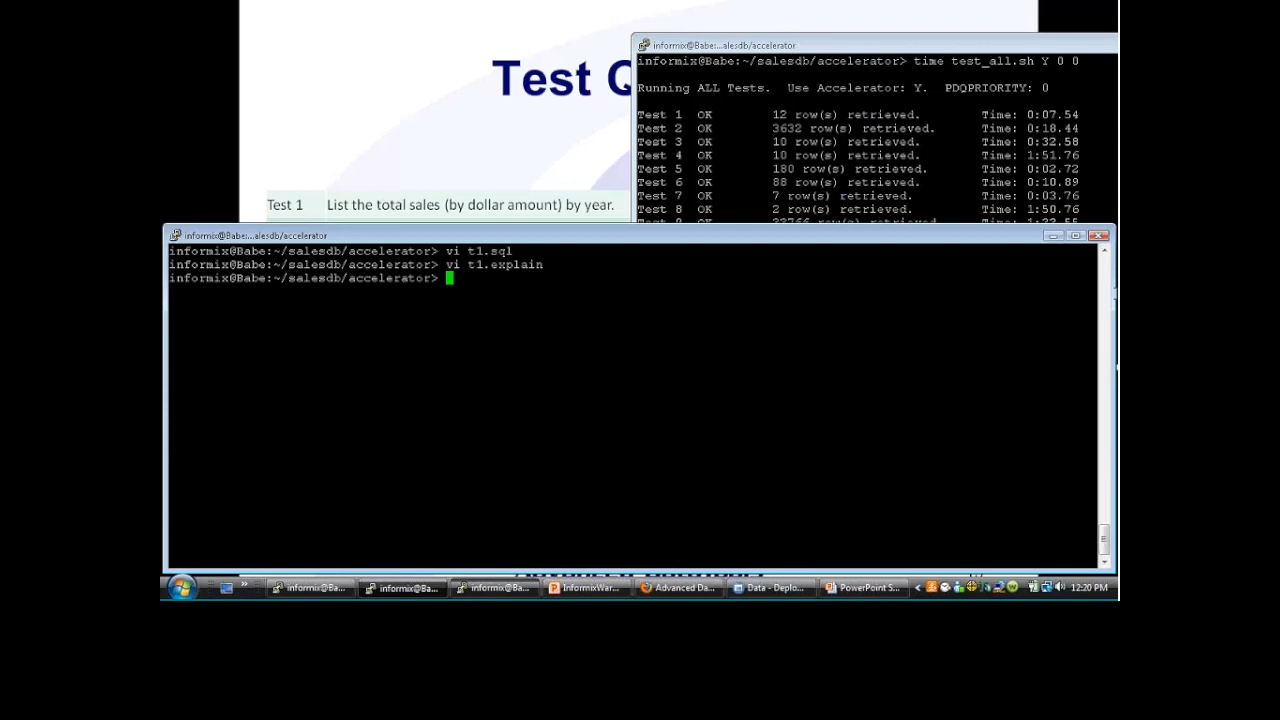 Test Q
informix@Babe:...alesdb/accelerator
informix@Babe:~/salesdb/accelerator> time test_all.sh Y 0 0
Running ALL Tests. Use Accelerator: Y. PDQPRIORITY: 0
Test 1 OK 12 row(s) retrieved. Time: 0:07.54
Test 2 OK 3632 row(s) retrieved. Time: 0:18.44
Test 3 OK 10 row(s) retrieved. Time: 0:32.58
Test 4 OK 10 row(s) retrieved. Time: 1:51.76
Test 5 OK 180 row(s) retrieved. Time: 0:02.72
Test 6 OK 88 row(s) retrieved. Time: 0:10.89
Test 7 OK 7 row(s) retrieved. Time: 0:03.76
Test 8 OK 2 row(s) retrieved. Time: 1:50.76
Test 1 List the total sales (by dollar amount) by year.
informix@Babe:...alesdb/accelerator
informix@Babe:~/salesdb/accelerator> vi t1.sql
informix@Babe:~/salesdb/accelerator> vi t1.explain
informix@Babe:~/salesdb/accelerator>
informix@Ba... informix@Ba... informix@Ba... InformixWar... Advanced Da... Data - Deplo... PowerPoint S... 12:20 PM